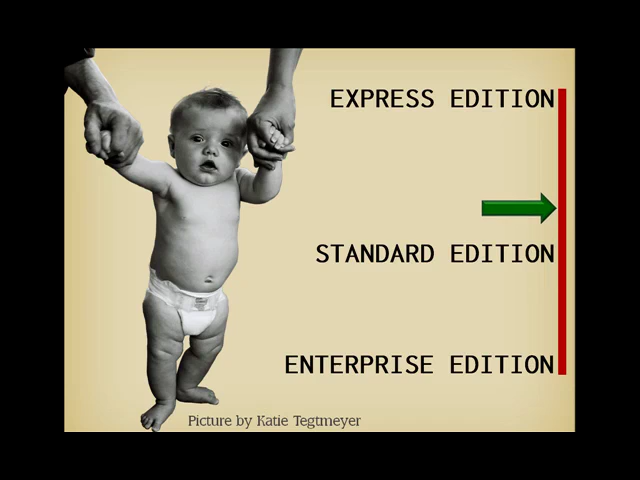 EXPRESS EDITION
STANDARD EDITION
ENTERPRISE EDITION
Picture by Katie Tegtmeyer